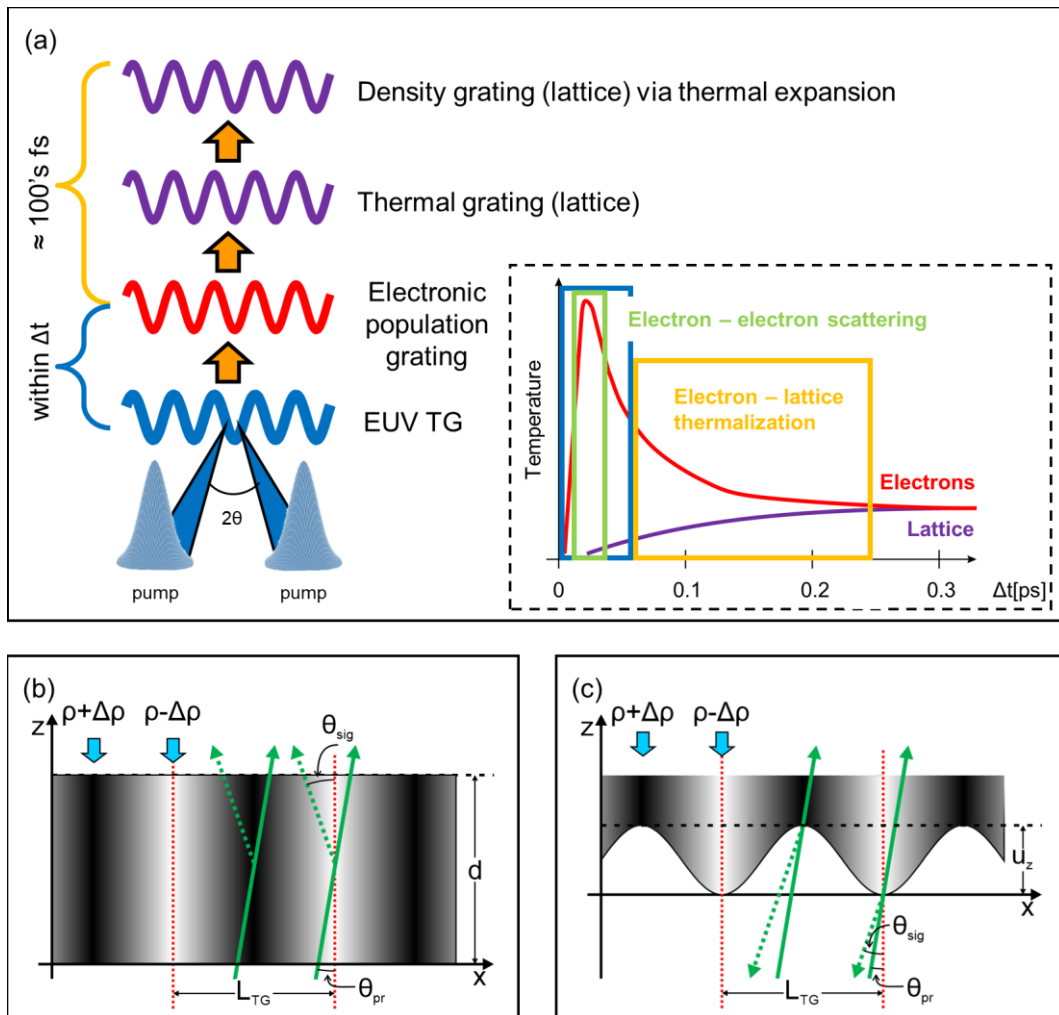 (a)
Density grating (lattice) via thermal expansion
≈ 100's fs
Thermal grating (lattice)
Electronic
population
grating
within Δt
EUV TG
2θ
pump
pump
Temperature
Electron – electron scattering
Electron – lattice
thermalization
Electrons
Lattice
0
0.1
0.2
0.3
Δt[ps]
(b)
z
ρ+Δρ
ρ-Δρ
θsig
d
x
LTG
θpr
(c)
z
ρ+Δρ
ρ-Δρ
uz
x
θsig
LTG
θpr